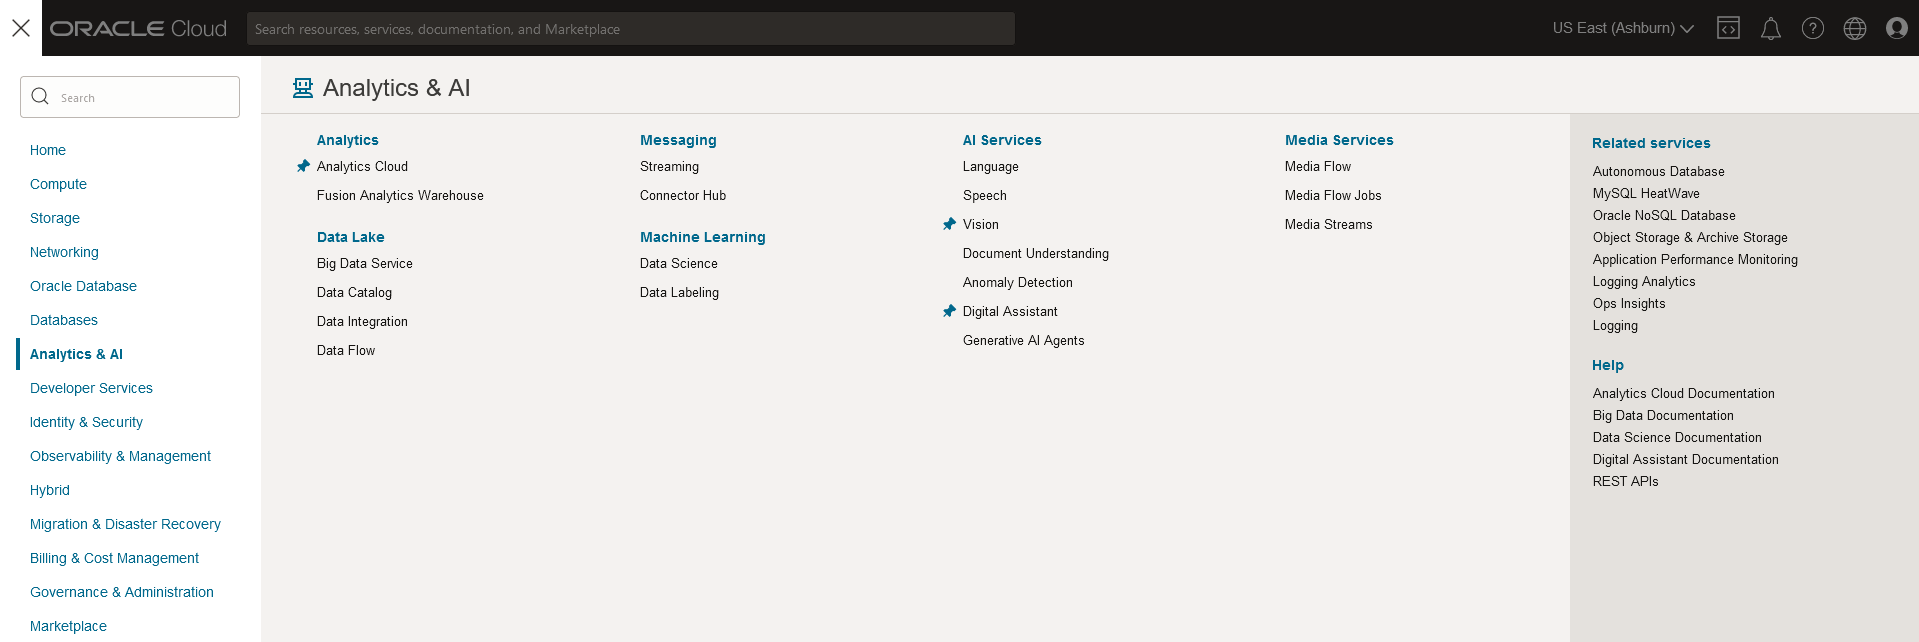 ORACLE Cloud
Search resources, services, documentation, and Marketplace
US East (Ashburn)
Search
Home
Compute
Storage
Networking
Oracle Database
Databases
Analytics & AI
Developer Services
Identity & Security
Observability & Management
Hybrid
Migration & Disaster Recovery
Billing & Cost Management
Governance & Administration
Marketplace
Analytics & AI
Analytics
Analytics Cloud
Fusion Analytics Warehouse
Data Lake
Big Data Service
Data Catalog
Data Integration
Data Flow
Messaging
Streaming
Connector Hub
Machine Learning
Data Science
Data Labeling
AI Services
Language
Speech
Vision
Document Understanding
Anomaly Detection
Digital Assistant
Generative AI Agents
Media Services
Media Flow
Media Flow Jobs
Media Streams
Related services
Autonomous Database
MySQL HeatWave
Oracle NoSQL Database
Object Storage & Archive Storage
Application Performance Monitoring
Logging Analytics
Ops Insights
Logging
Help
Analytics Cloud Documentation
Big Data Documentation
Data Science Documentation
Digital Assistant Documentation
REST APIs